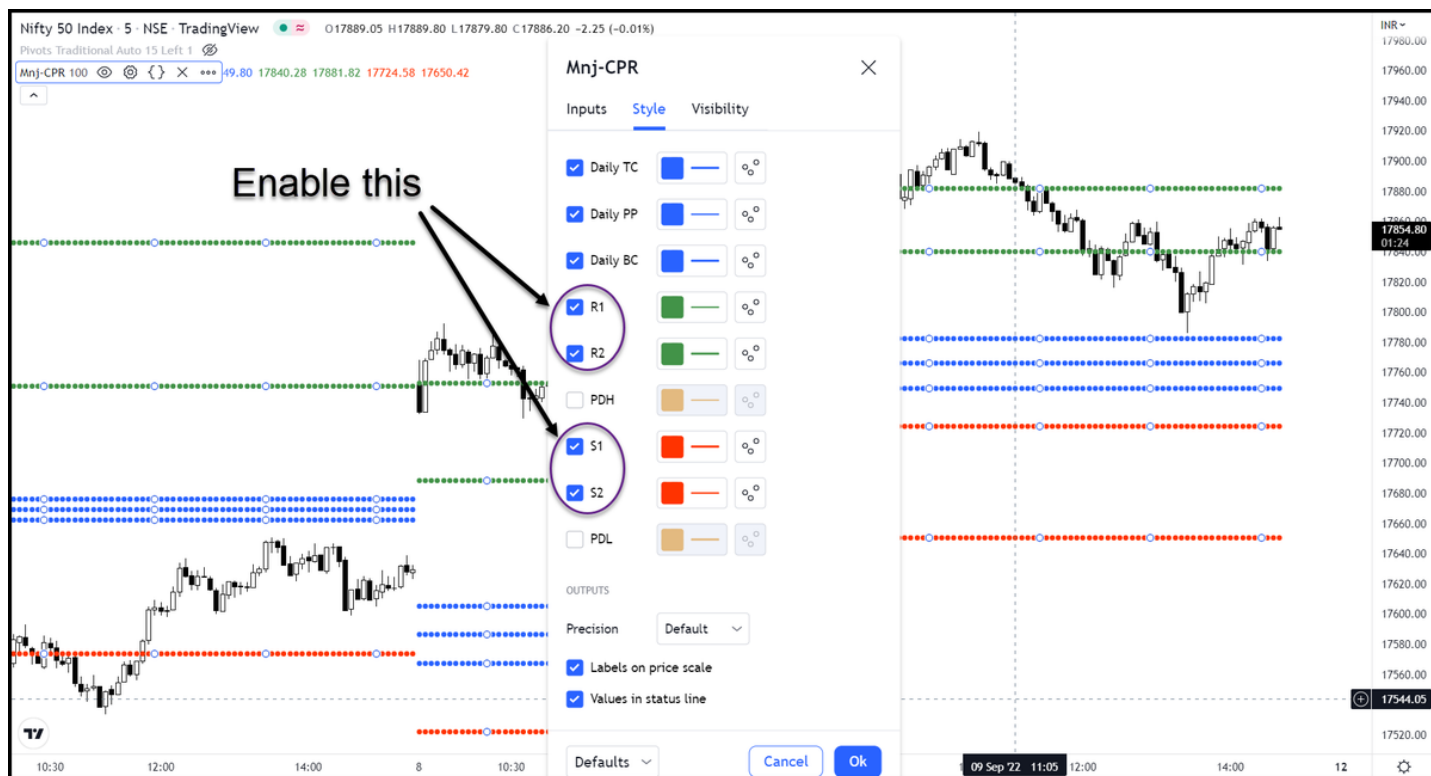 Nifty 50 Index · 5 · NSE · TradingView
O17889.05 H17889.80 L17879.80 C17886.20 −2.25 (−0.01%)
Pivots Traditional Auto 15 Left 1
Mnj-CPR 100
49.80 17840.28 17881.82 17724.58 17650.42
Enable this
Mnj-CPR
Inputs Style Visibility
Daily TC
Daily PP
Daily BC
R1
R2
PDH
S1
S2
PDL
OUTPUTS
Precision Default
Labels on price scale
Values in status line
Defaults Cancel Ok
INR
17980.00
17960.00
17940.00
17920.00
17900.00
17880.00
17860.00
17854.80
01:24
17840.00
17820.00
17800.00
17780.00
17760.00
17740.00
17720.00
17700.00
17680.00
17660.00
17640.00
17620.00
17600.00
17580.00
17560.00
17544.05
17520.00
10:30 12:00 14:00 8 10:30 09 Sep '22 11:05 12:00 14:00 12